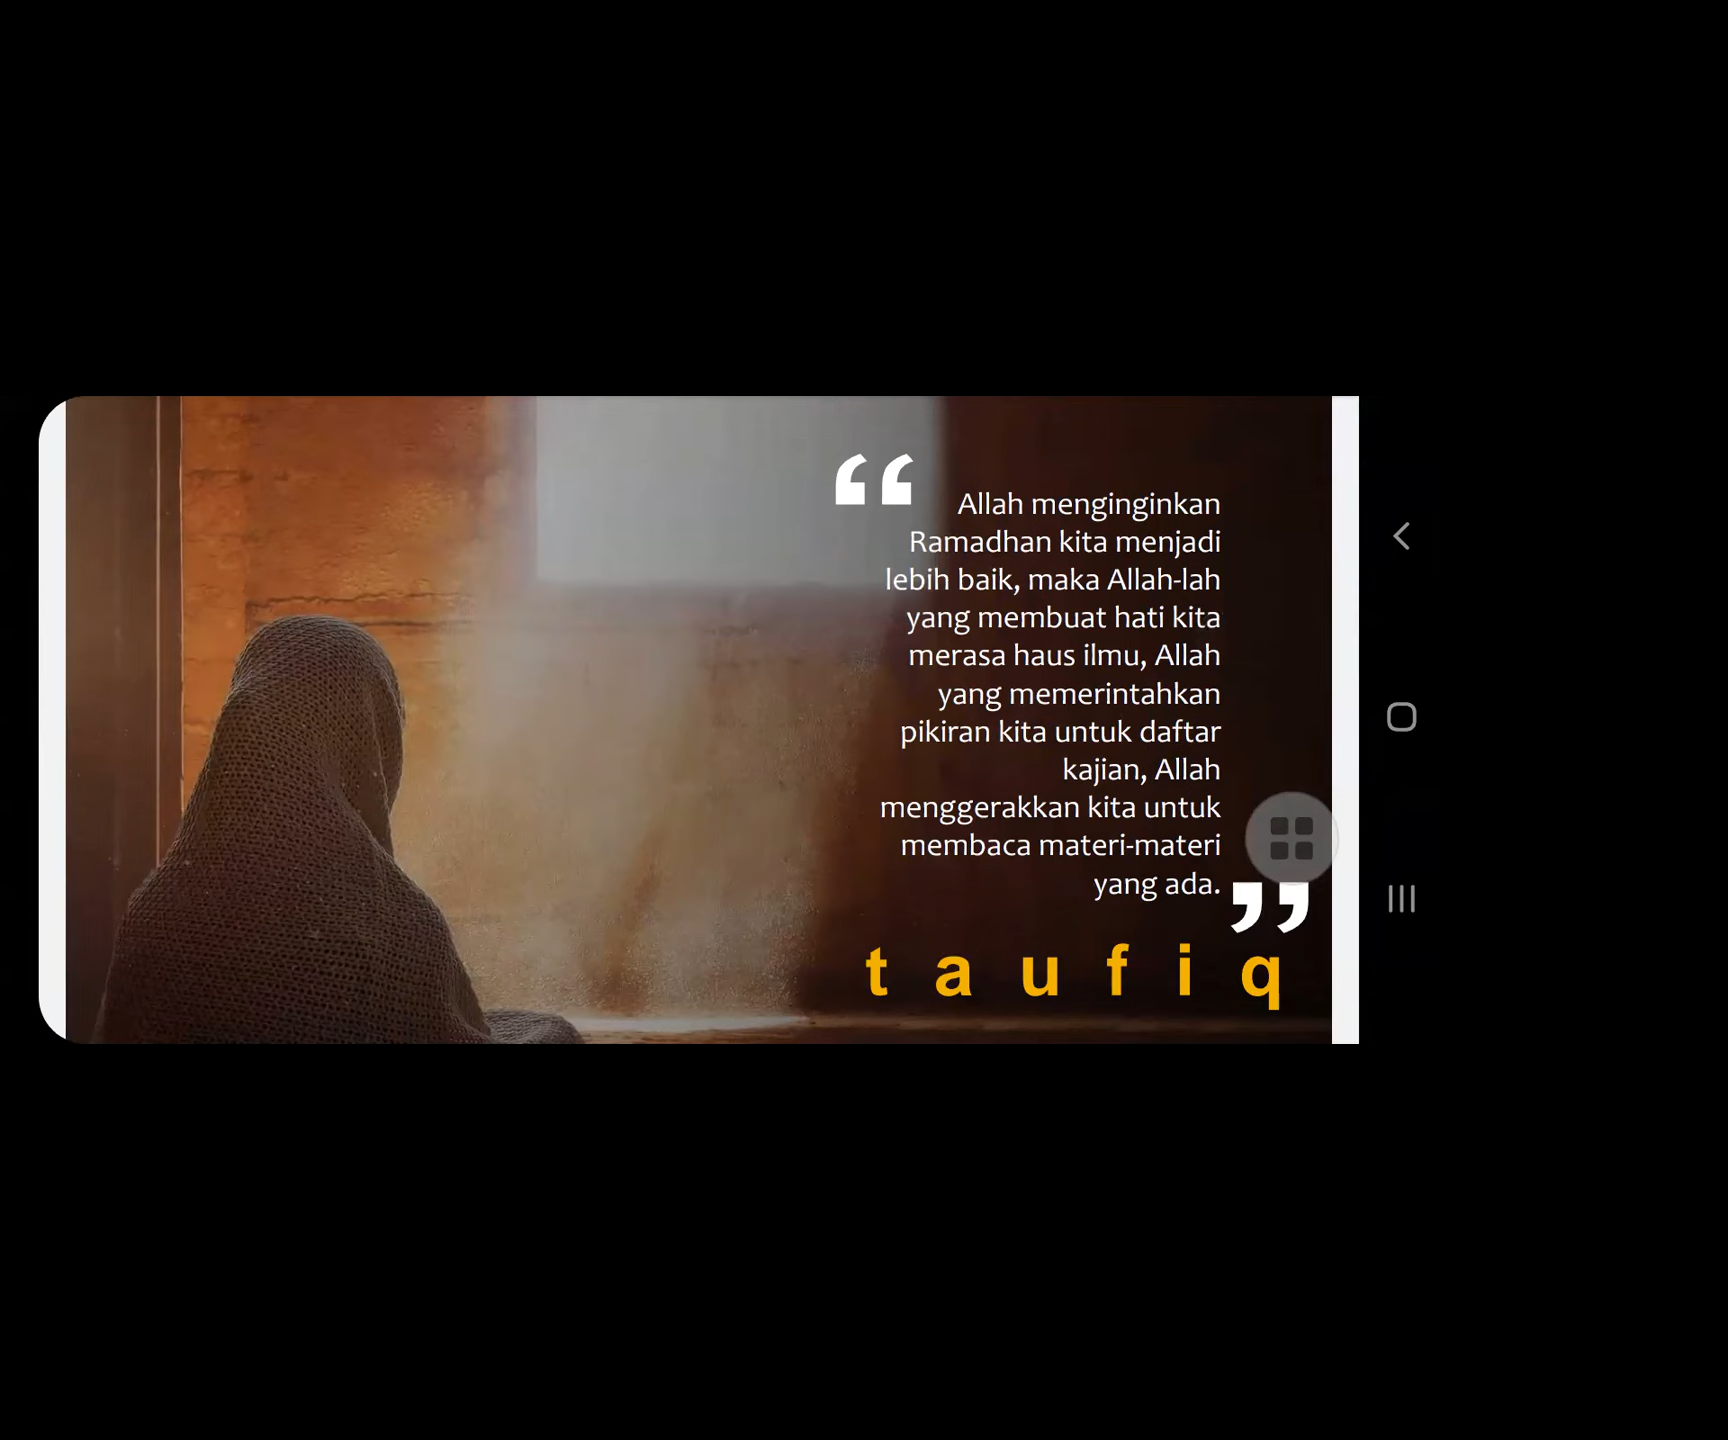 “ Allah menginginkan
Ramadhan kita menjadi
lebih baik, maka Allah-lah
yang membuat hati kita
merasa haus ilmu, Allah
yang memerintahkan
pikiran kita untuk daftar
kajian, Allah
menggerakkan kita untuk
membaca materi-materi
yang ada. ”
t a u f i q